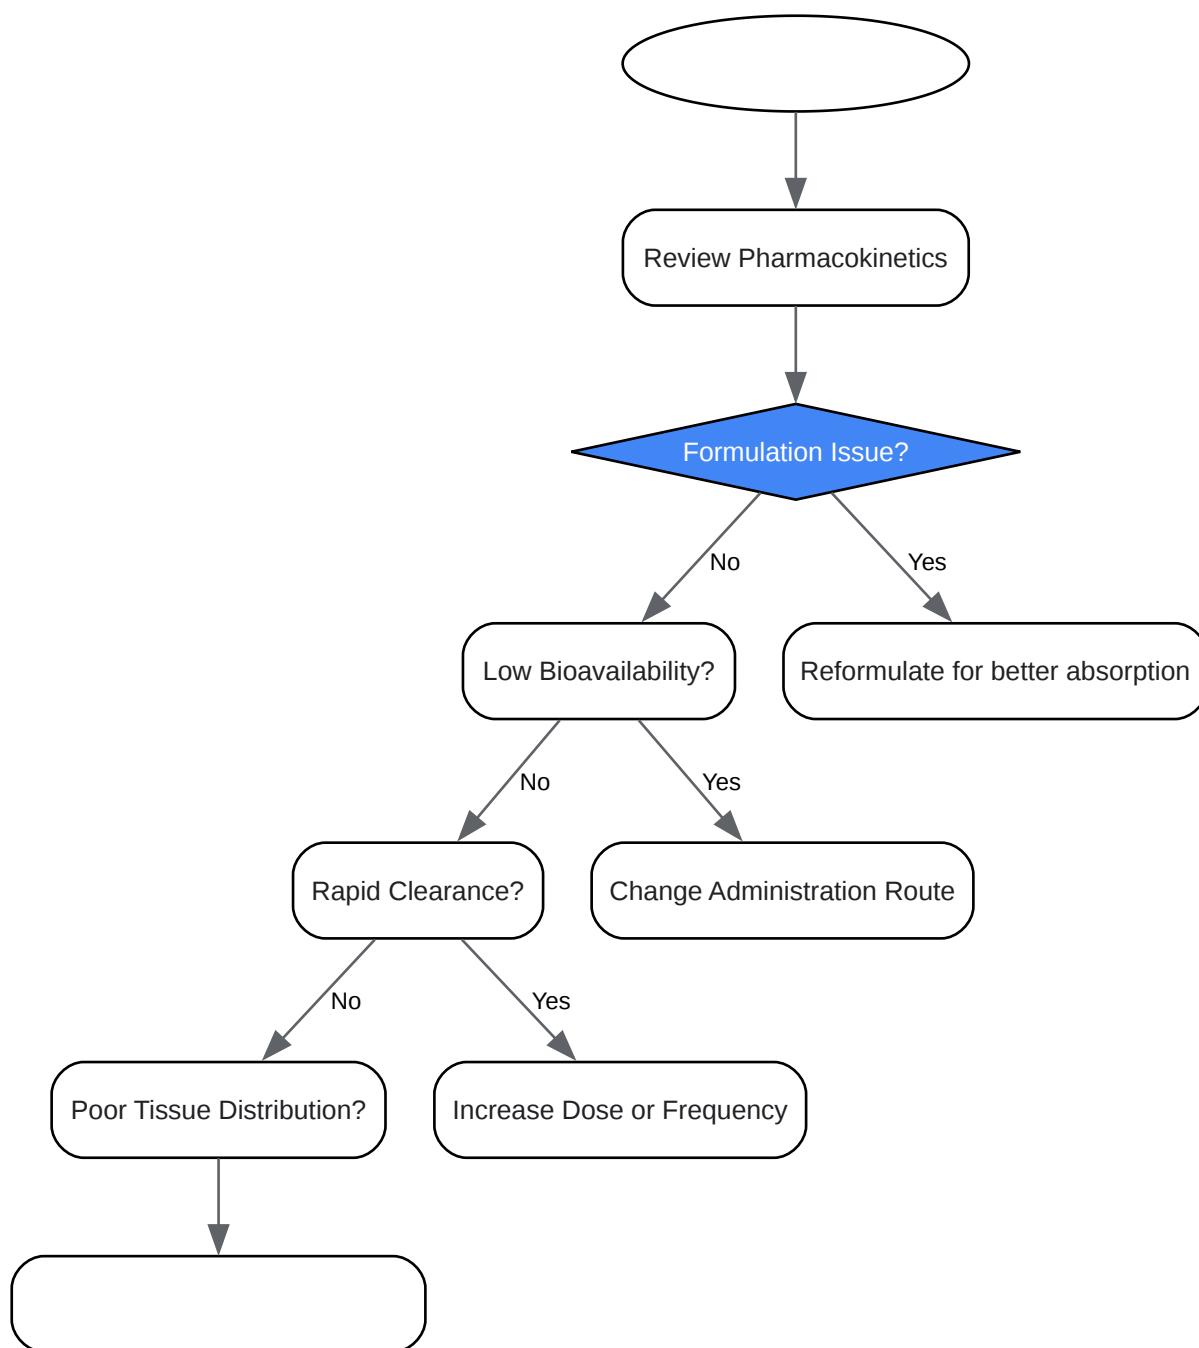 Review Pharmacokinetics
Formulation Issue?
No
Yes
Low Bioavailability?
Reformulate for better absorption
No
Yes
Rapid Clearance?
Change Administration Route
No
Yes
Poor Tissue Distribution?
Increase Dose or Frequency